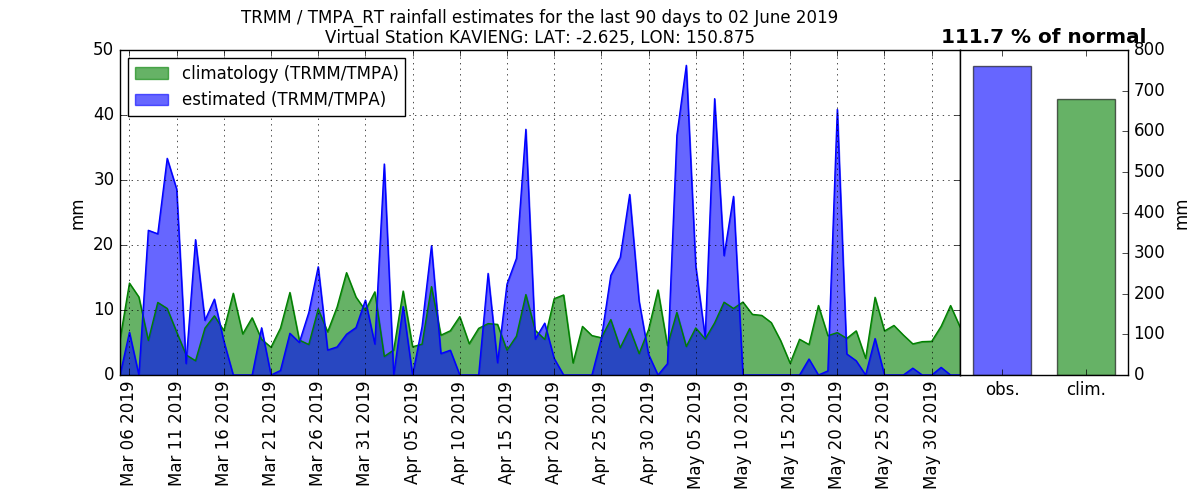 TRMM / TMPA_RT rainfall estimates for the last 90 days to 02 June 2019
Virtual Station KAVIENG: LAT: -2.625, LON: 150.875
111.7 % of normal
climatology (TRMM/TMPA)
estimated (TRMM/TMPA)
50
40
30
20
10
0
mm
800
700
600
500
400
300
200
100
0
mm
Mar 06 2019
Mar 11 2019
Mar 16 2019
Mar 21 2019
Mar 26 2019
Mar 31 2019
Apr 05 2019
Apr 10 2019
Apr 15 2019
Apr 20 2019
Apr 25 2019
Apr 30 2019
May 05 2019
May 10 2019
May 15 2019
May 20 2019
May 25 2019
May 30 2019
obs.
clim.